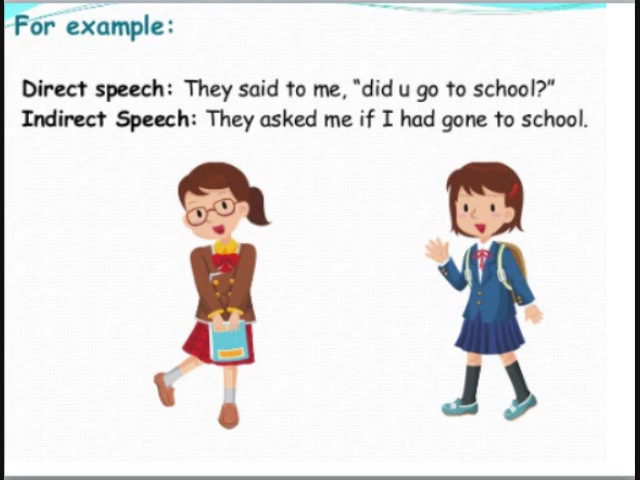 For example:
Direct speech: They said to me, “did u go to school?”
Indirect Speech: They asked me if I had gone to school.